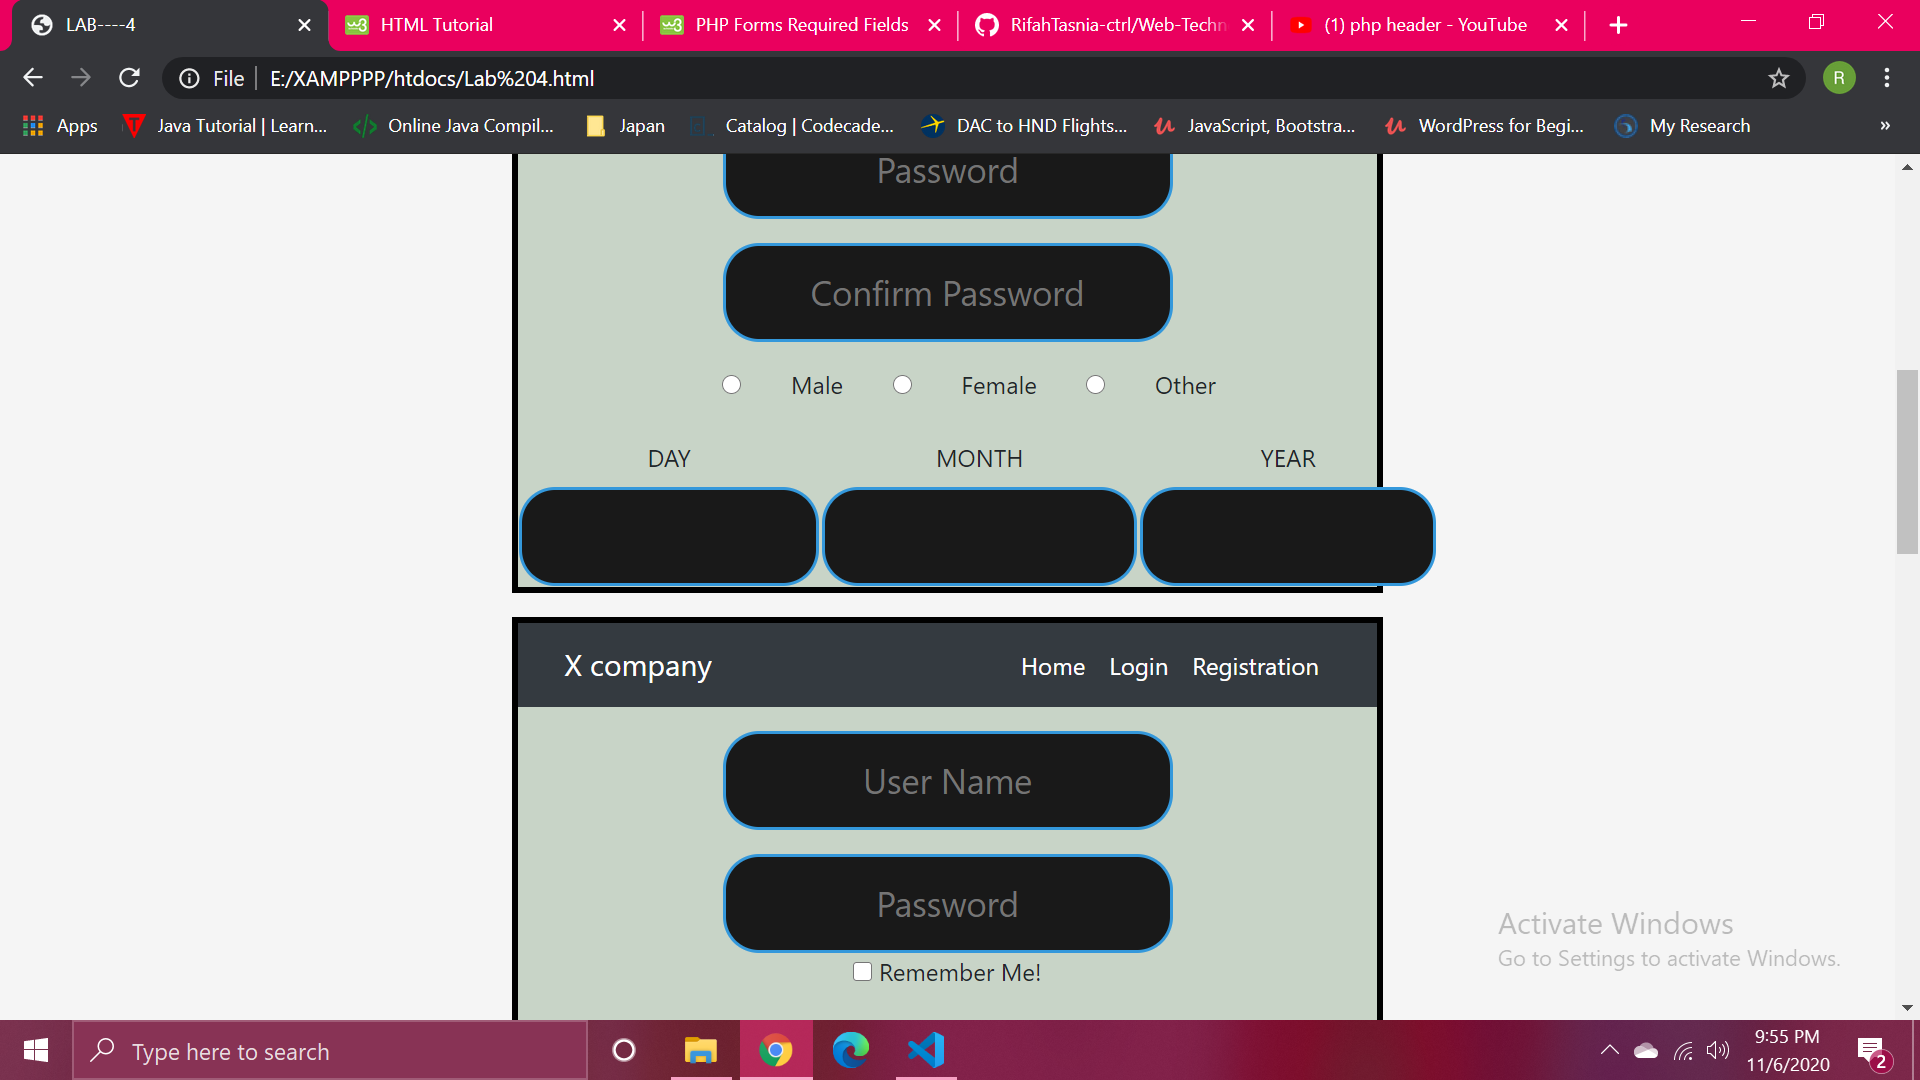 LAB----4
HTML Tutorial
PHP Forms Required Fields
RifahTasnia-ctrl/Web-Techn
(1) php header - YouTube
File
E:/XAMPPPP/htdocs/Lab%204.html
R
Apps
Java Tutorial | Learn...
Online Java Compil...
Japan
Catalog | Codecade...
DAC to HND Flights...
JavaScript, Bootstra...
WordPress for Begi...
My Research
»
Password
Confirm Password
Male Female Other
DAY MONTH YEAR
X company
Home Login Registration
User Name
Password
Remember Me!
Activate Windows
Go to Settings to activate Windows.
Type here to search
9:55 PM
11/6/2020
2